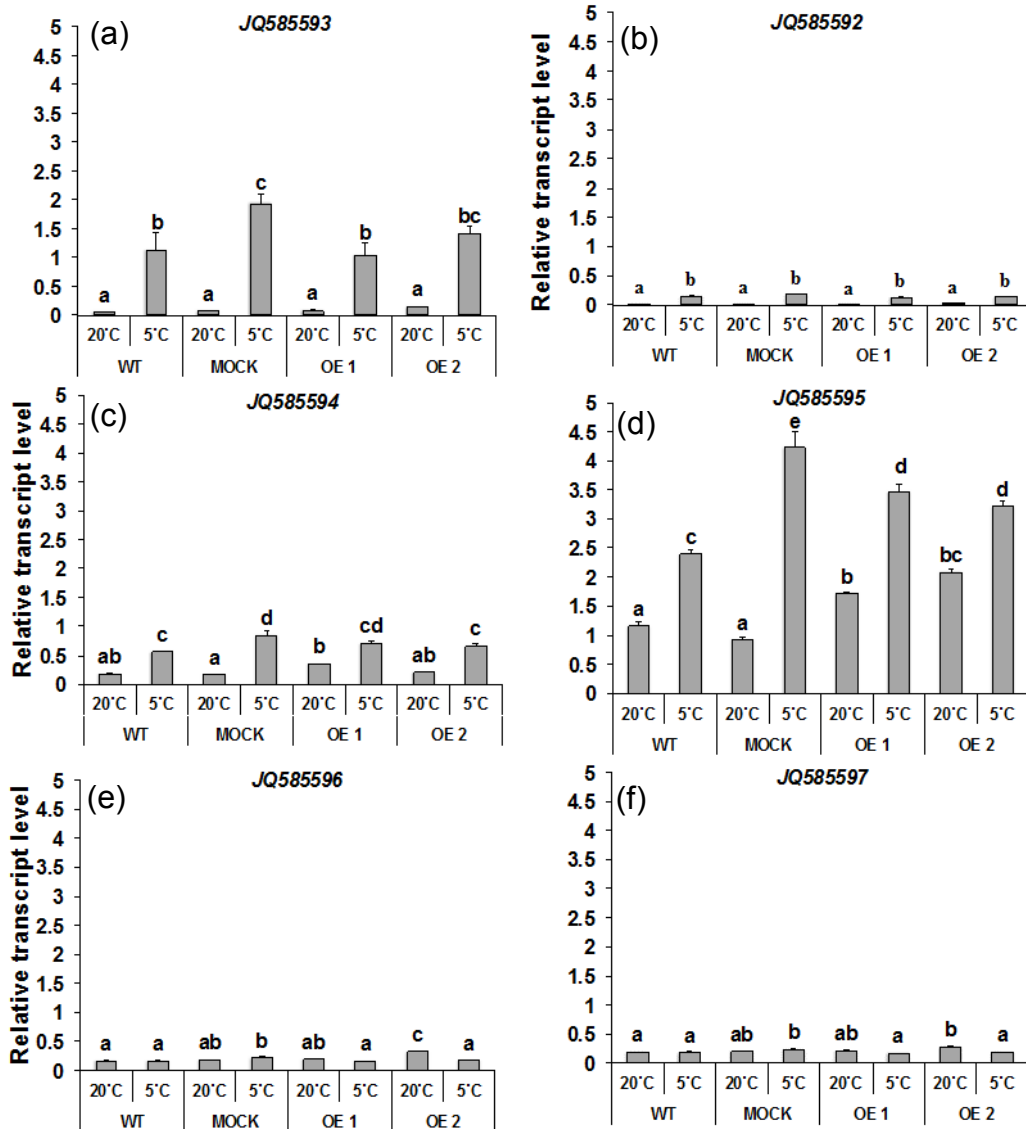 (a)
JQ585593
Relative transcript level
5
4.5
4
3.5
3
2.5
2
1.5
1
0.5
0
a b a c a b a bc
20°C 5°C 20°C 5°C 20°C 5°C 20°C 5°C
WT MOCK OE 1 OE 2
(b)
JQ585592
Relative transcript level
5
4.5
4
3.5
3
2.5
2
1.5
1
0.5
0
a b a b a b a b
20°C 5°C 20°C 5°C 20°C 5°C 20°C 5°C
WT MOCK OE 1 OE 2
(c)
JQ585594
Relative transcript level
5
4.5
4
3.5
3
2.5
2
1.5
1
0.5
0
ab c a d b cd ab c
20°C 5°C 20°C 5°C 20°C 5°C 20°C 5°C
WT MOCK OE 1 OE 2
(d)
JQ585595
5
4.5
4
3.5
3
2.5
2
1.5
1
0.5
0
a c a e b d bc d
20°C 5°C 20°C 5°C 20°C 5°C 20°C 5°C
WT MOCK OE 1 OE 2
(e)
JQ585596
Relative transcript level
5
4.5
4
3.5
3
2.5
2
1.5
1
0.5
0
a a ab b ab a c a
20°C 5°C 20°C 5°C 20°C 5°C 20°C 5°C
WT MOCK OE 1 OE 2
(f)
JQ585597
5
4.5
4
3.5
3
2.5
2
1.5
1
0.5
0
a a ab b ab a b a
20°C 5°C 20°C 5°C 20°C 5°C 20°C 5°C
WT MOCK OE 1 OE 2